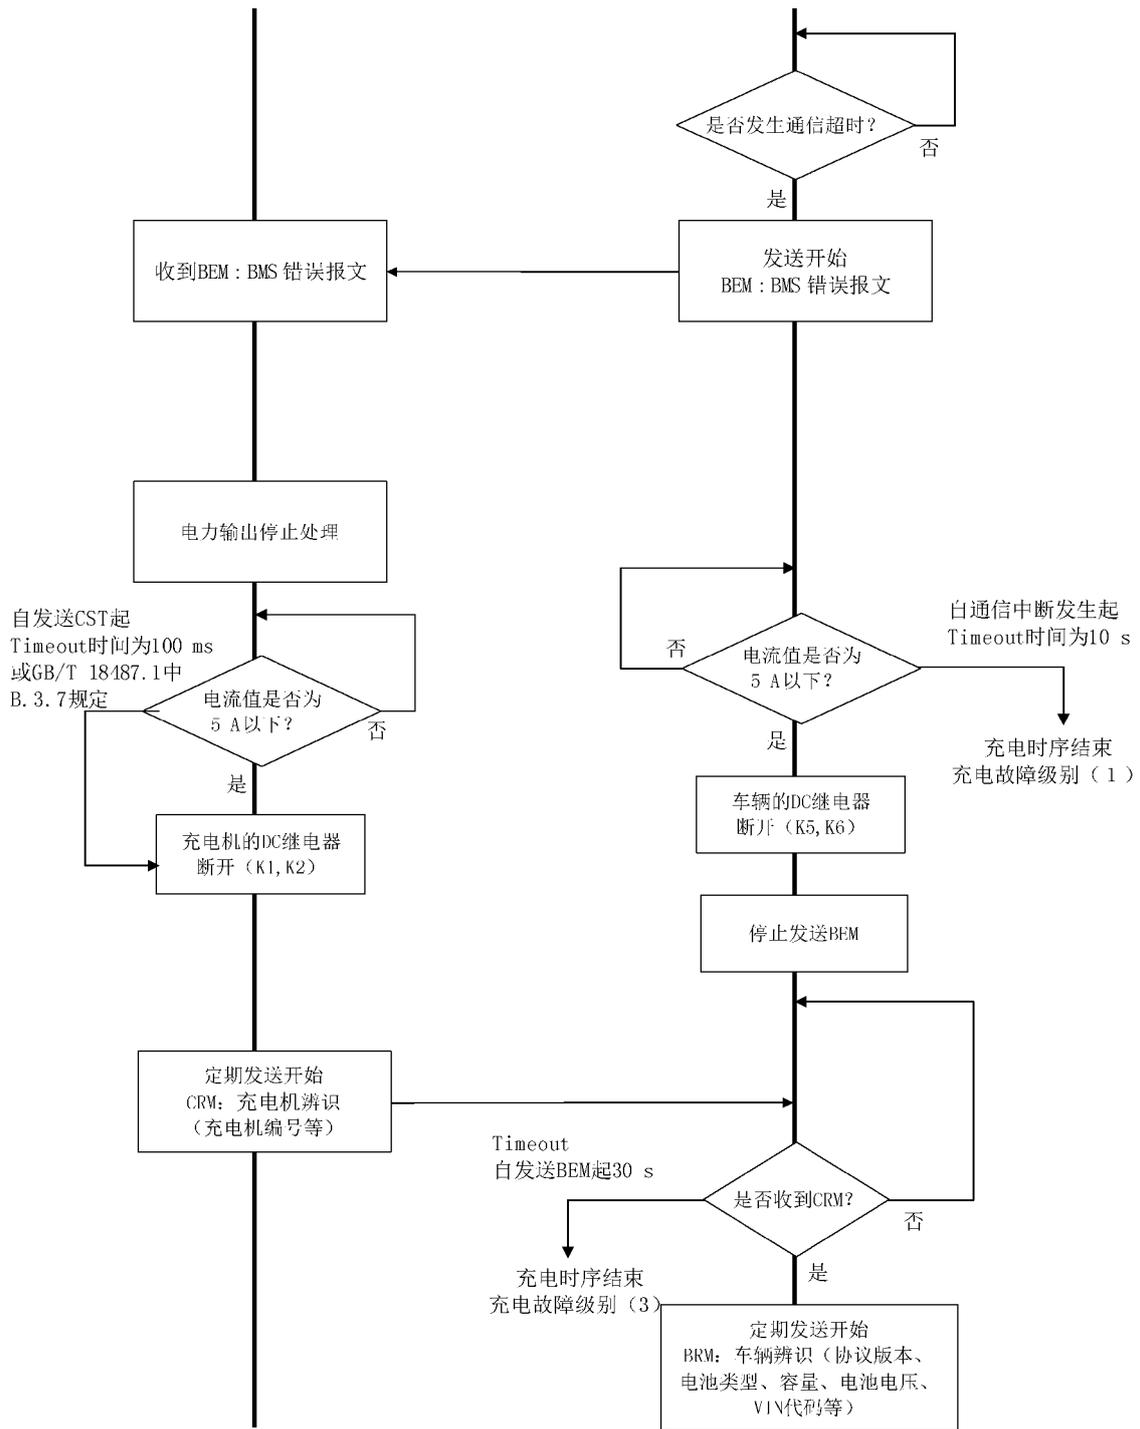 是否发生通信超时？
否
是
收到BEM：BMS 错误报文
发送开始
BEM：BMS 错误报文
电力输出停止处理
自发送CST起
Timeout时间为100 ms
或GB/T 18487.1中
B.3.7规定
电流值是否为
5 A以下？
否
是
充电机的DC继电器
断开（K1,K2）
否
电流值是否为
5 A以下？
自通信中断发生起
Timeout时间为10 s
充电时序结束
充电故障级别（1）
是
车辆的DC继电器
断开（K5,K6）
停止发送BEM
定期发送开始
CRM：充电机辨识
（充电机编号等）
Timeout
自发送BEM起30 s
是否收到CRM？
否
充电时序结束
充电故障级别（3）
是
定期发送开始
BRM：车辆辨识（协议版本、
电池类型、容量、电池电压、
VIN代码等）